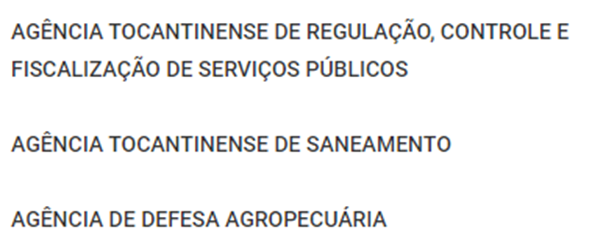 AGÊNCIA TOCANTINENSE DE REGULAÇÃO, CONTROLE E
FISCALIZAÇÃO DE SERVIÇOS PÚBLICOS
AGÊNCIA TOCANTINENSE DE SANEAMENTO
AGÊNCIA DE DEFESA AGROPECUÁRIA